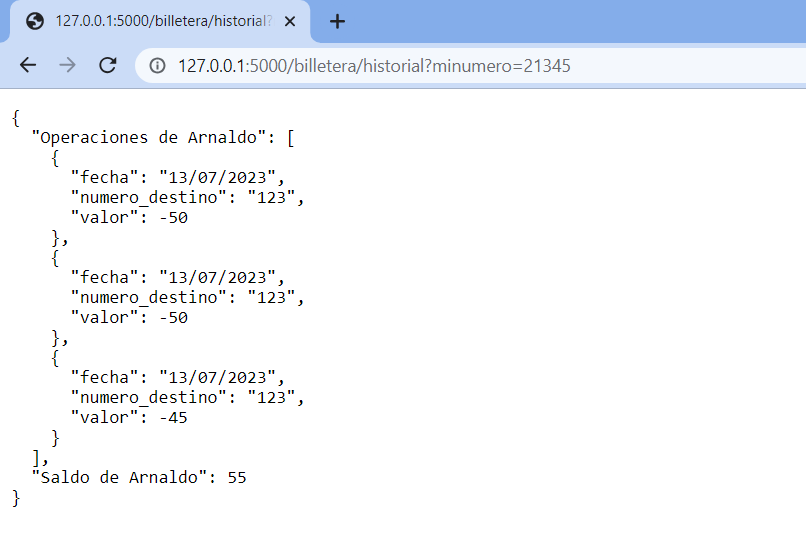 127.0.0.1:5000/billetera/historial?
127.0.0.1:5000/billetera/historial?minumero=21345
{
  "Operaciones de Arnaldo": [
    {
      "fecha": "13/07/2023",
      "numero_destino": "123",
      "valor": -50
    },
    {
      "fecha": "13/07/2023",
      "numero_destino": "123",
      "valor": -50
    },
    {
      "fecha": "13/07/2023",
      "numero_destino": "123",
      "valor": -45
    }
  ],
  "Saldo de Arnaldo": 55
}